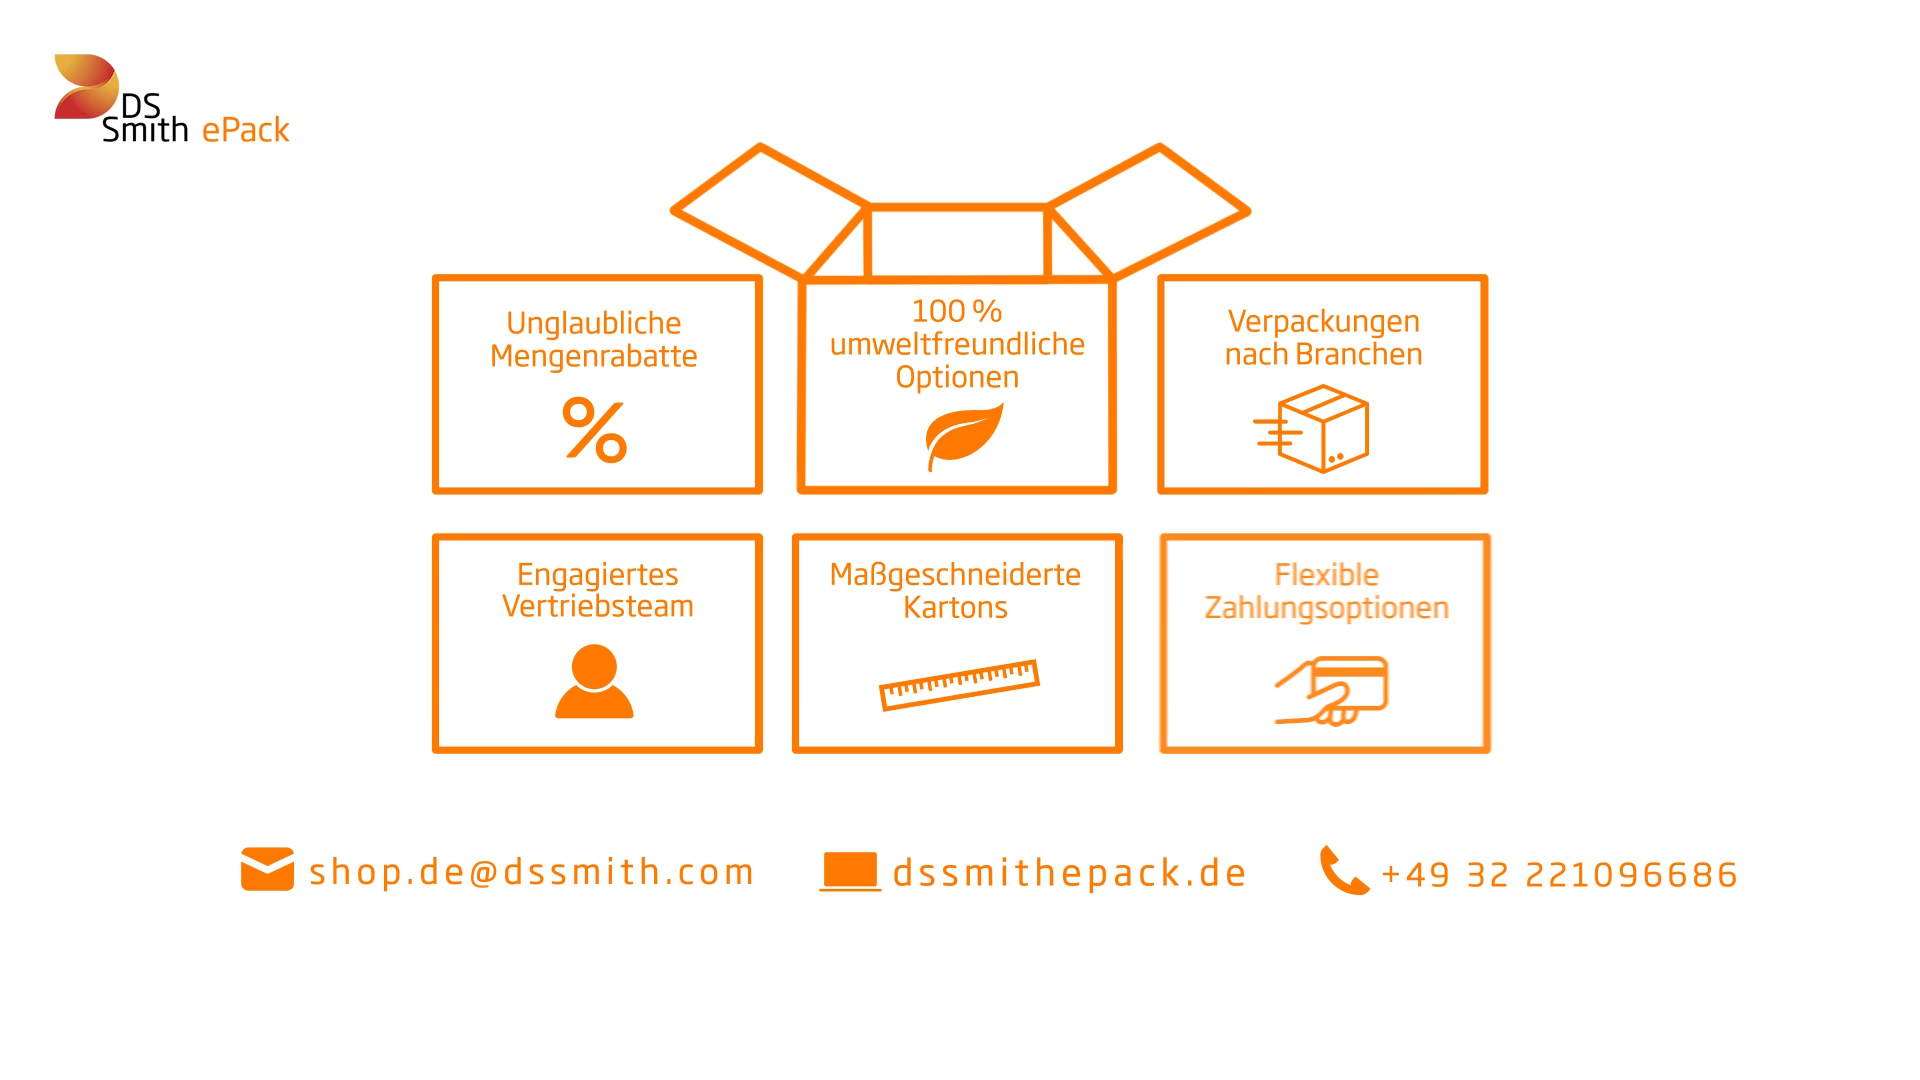 DS
Smith ePack
Unglaubliche
Mengenrabatte
%
100 %
umweltfreundliche
Optionen
Verpackungen
nach Branchen
Engagiertes
Vertriebsteam
Maßgeschneiderte
Kartons
Flexible
Zahlungsoptionen
shop.de@dssmith.com
dssmithepack.de
+49 32 221096686